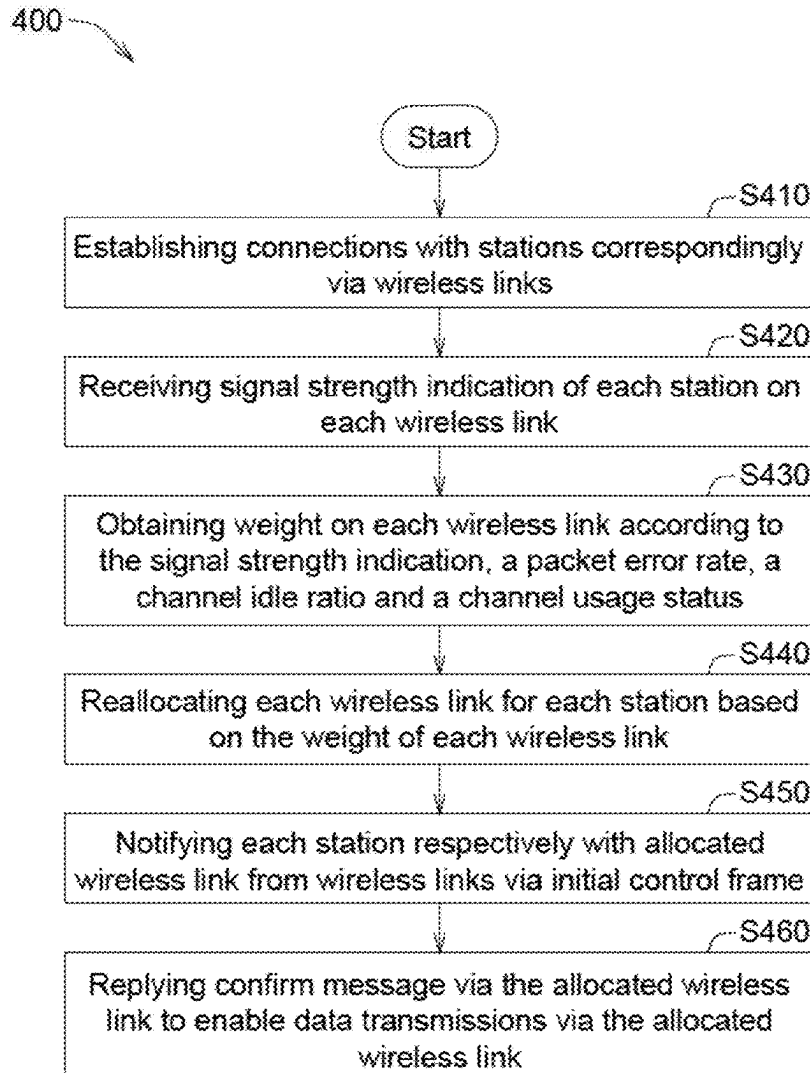 400
Start
S410
Establishing connections with stations correspondingly
via wireless links
S420
Receiving signal strength indication of each station on
each wireless link
S430
Obtaining weight on each wireless link according to
the signal strength indication, a packet error rate, a
channel idle ratio and a channel usage status
S440
Reallocating each wireless link for each station based
on the weight of each wireless link
S450
Notifying each station respectively with allocated
wireless link from wireless links via initial control frame
S460
Replying confirm message via the allocated wireless
link to enable data transmissions via the allocated
wireless link